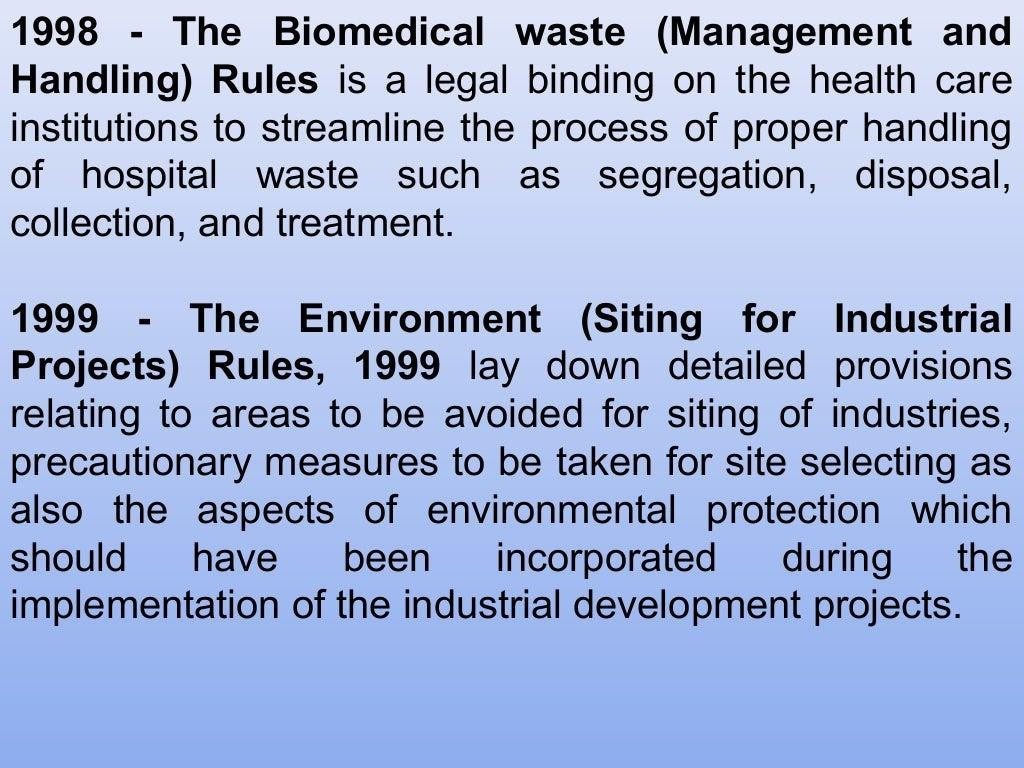 1998 - The Biomedical waste (Management and
Handling) Rules is a legal binding on the health care
institutions to streamline the process of proper handling
of hospital waste such as segregation, disposal,
collection, and treatment.
1999 - The Environment (Siting for Industrial
Projects) Rules, 1999 lay down detailed provisions
relating to areas to be avoided for siting of industries,
precautionary measures to be taken for site selecting as
also the aspects of environmental protection which
should have been incorporated during the
implementation of the industrial development projects.